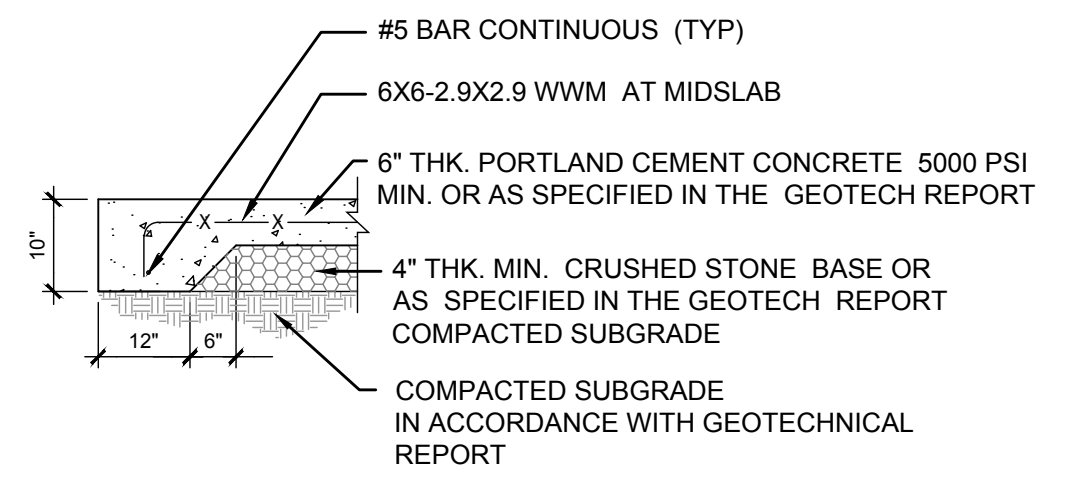 #5 BAR CONTINUOUS (TYP)
6X6-2.9X2.9 WWM AT MIDSLAB
6" THK. PORTLAND CEMENT CONCRETE 5000 PSI
MIN. OR AS SPECIFIED IN THE GEOTECH REPORT
X X
10"
4" THK. MIN. CRUSHED STONE BASE OR
AS SPECIFIED IN THE GEOTECH REPORT
COMPACTED SUBGRADE
12" 6"
COMPACTED SUBGRADE
IN ACCORDANCE WITH GEOTECHNICAL
REPORT